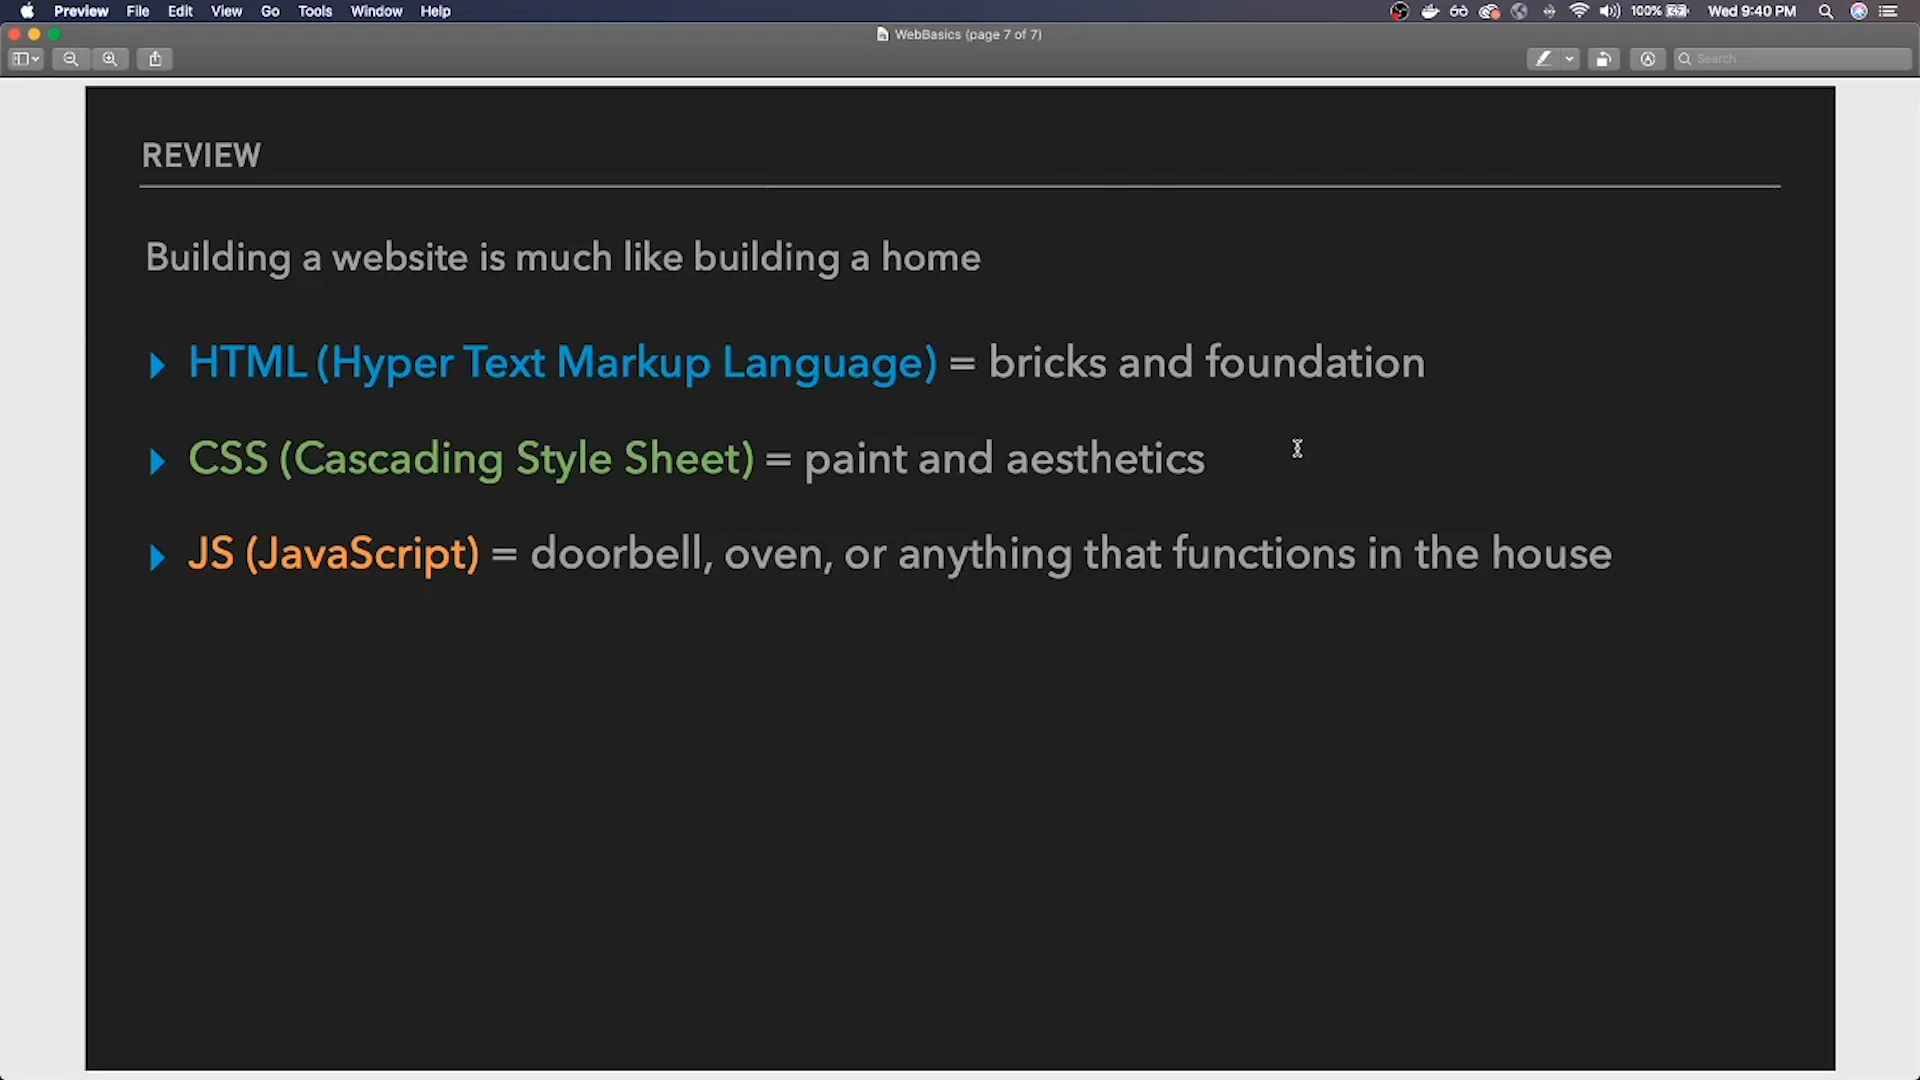 Preview File Edit View Go Tools Window Help 100% Wed 9:40 PM
WebBasics (page 7 of 7)
Search
REVIEW
Building a website is much like building a home
HTML (Hyper Text Markup Language) = bricks and foundation
CSS (Cascading Style Sheet) = paint and aesthetics
JS (JavaScript) = doorbell, oven, or anything that functions in the house